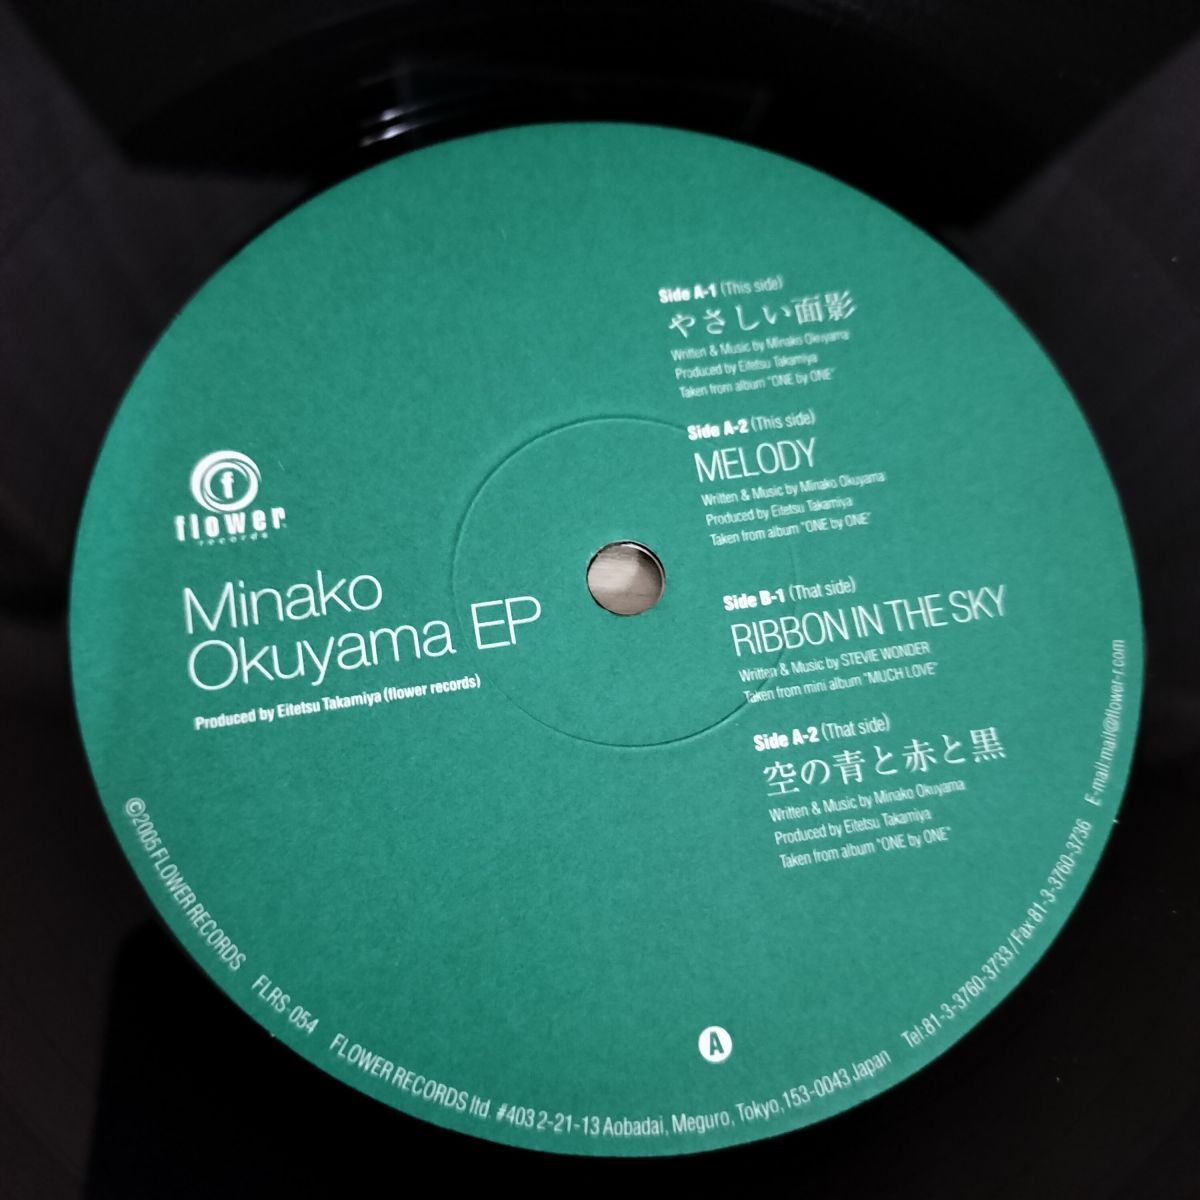 f
flower
records
Minako
Okuyama EP
Produced by Eitetsu Takamiya (flower records)
Side A-1 (This side)
やさしい面影
Written & Music by Minako Okuyama
Produced by Eitetsu Takamiya
Taken from album "ONE by ONE"
Side A-2 (This side)
MELODY
Written & Music by Minako Okuyama
Produced by Eitetsu Takamiya
Taken from album "ONE by ONE"
Side B-1 (That side)
RIBBON IN THE SKY
Written & Music by STEVIE WONDER
Taken from mini album "MUCH LOVE"
Side A-2 (That side)
空の青と赤と黒
Written & Music by Minako Okuyama
Produced by Eitetsu Takamiya
Taken from album "ONE by ONE"
A
©2005 FLOWER RECORDS FLRS-054 FLOWER RECORDS ltd. #403 2-21-13 Aobadai, Meguro, Tokyo, 153-0043 Japan Tel:81-3-3760-3733 / Fax 81-3-3760-3736 E-mail:mail@flower-r.com